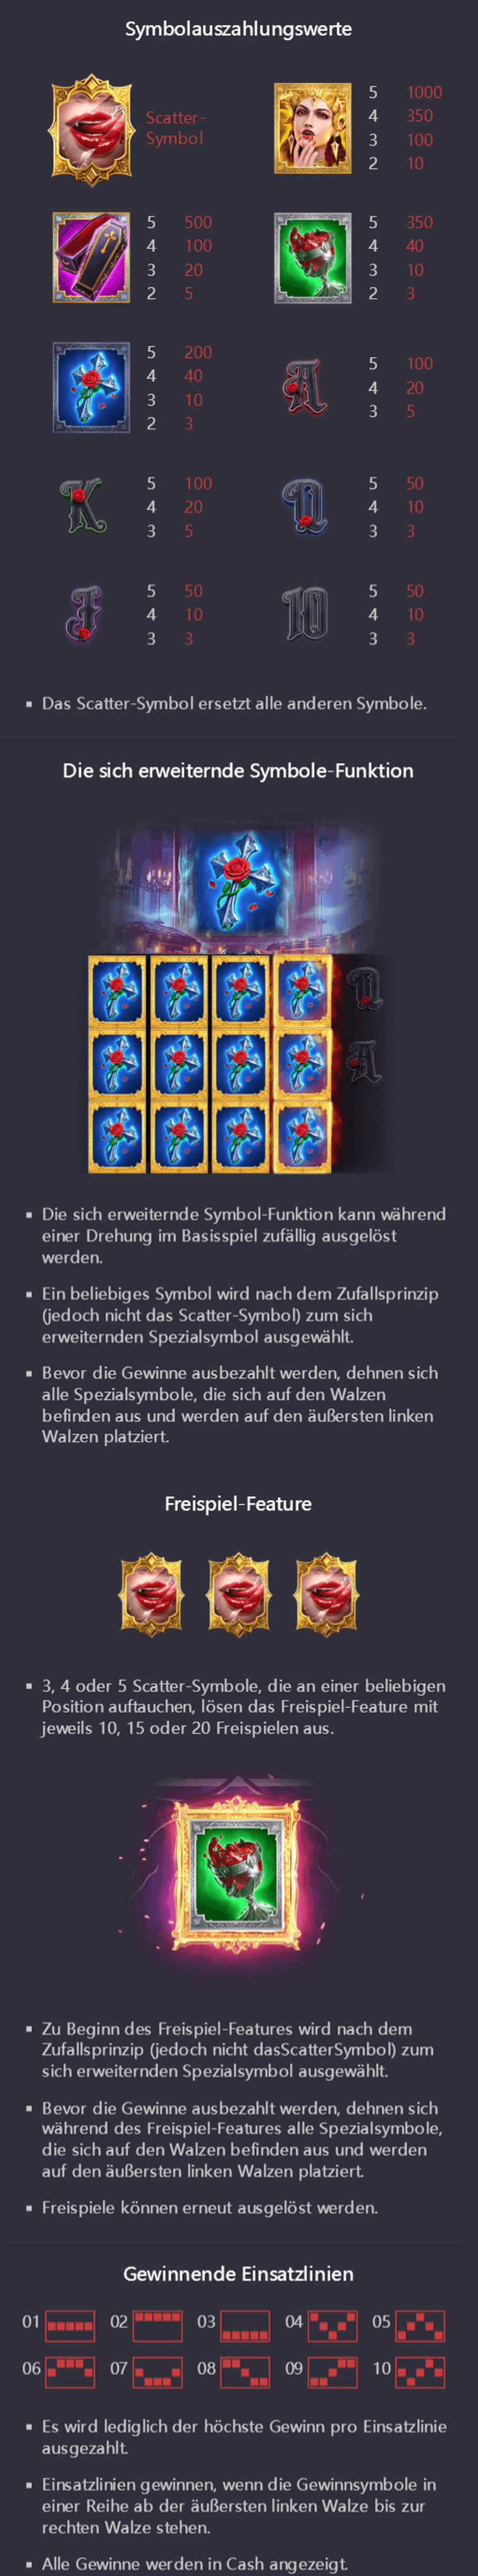 Symbolauszahlungswerte
Scatter-
Symbol
5 1000
4 350
3 100
2 10
5 500
4 100
3 20
2 5
5 350
4 40
3 10
2 3
5 200
4 40
3 10
2 3
A
5 100
4 20
3 5
K
5 100
4 20
3 5
Q
5 50
4 10
3 3
J
5 50
4 10
3 3
10
5 50
4 10
3 3
▪ Das Scatter-Symbol ersetzt alle anderen Symbole.
Die sich erweiternde Symbole-Funktion
Q
A
▪ Die sich erweiternde Symbol-Funktion kann während
einer Drehung im Basisspiel zufällig ausgelöst
werden.
▪ Ein beliebiges Symbol wird nach dem Zufallsprinzip
(jedoch nicht das Scatter-Symbol) zum sich
erweiternden Spezialsymbol ausgewählt.
▪ Bevor die Gewinne ausbezahlt werden, dehnen sich
alle Spezialsymbole, die sich auf den Walzen
befinden aus und werden auf den äußersten linken
Walzen platziert.
Freispiel-Feature
▪ 3, 4 oder 5 Scatter-Symbole, die an einer beliebigen
Position auftauchen, lösen das Freispiel-Feature mit
jeweils 10, 15 oder 20 Freispielen aus.
▪ Zu Beginn des Freispiel-Features wird nach dem
Zufallsprinzip (jedoch nicht dasScatterSymbol) zum
sich erweiternden Spezialsymbol ausgewählt.
▪ Bevor die Gewinne ausbezahlt werden, dehnen sich
während des Freispiel-Features alle Spezialsymbole,
die sich auf den Walzen befinden aus und werden
auf den äußersten linken Walzen platziert.
▪ Freispiele können erneut ausgelöst werden.
Gewinnende Einsatzlinien
01 02 03 04 05
06 07 08 09 10
▪ Es wird lediglich der höchste Gewinn pro Einsatzlinie
ausgezahlt.
▪ Einsatzlinien gewinnen, wenn die Gewinnsymbole in
einer Reihe ab der äußersten linken Walze bis zur
rechten Walze stehen.
▪ Alle Gewinne werden in Cash angezeigt.